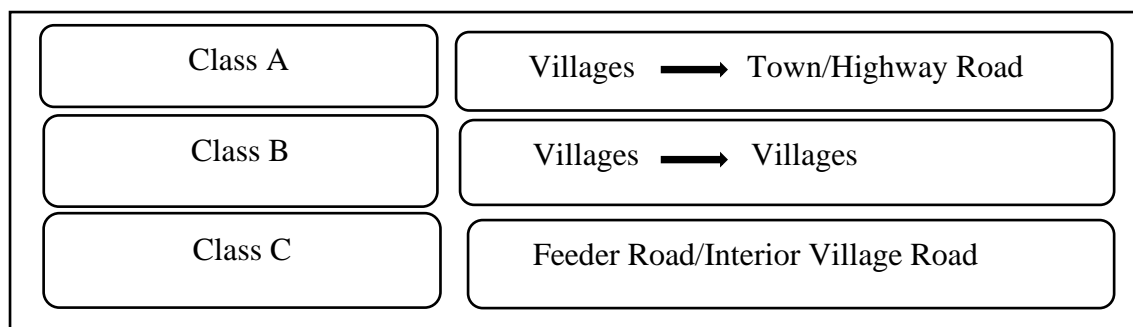 Class A
Villages → Town/Highway Road
Class B
Villages → Villages
Class C
Feeder Road/Interior Village Road